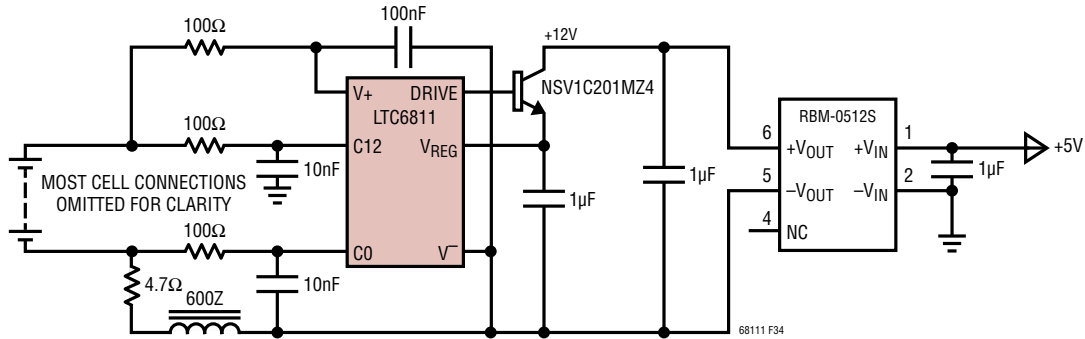 100Ω
100nF
+12V
NSV1C201MZ4
V+
DRIVE
LTC6811
100Ω
C12
VREG
10nF
MOST CELL CONNECTIONS
OMITTED FOR CLARITY
1µF
1µF
RBM-0512S
6
+VOUT
+VIN
1
+5V
5
–VOUT
–VIN
2
1µF
4
NC
100Ω
C0
V–
10nF
4.7Ω
600Z
68111 F34